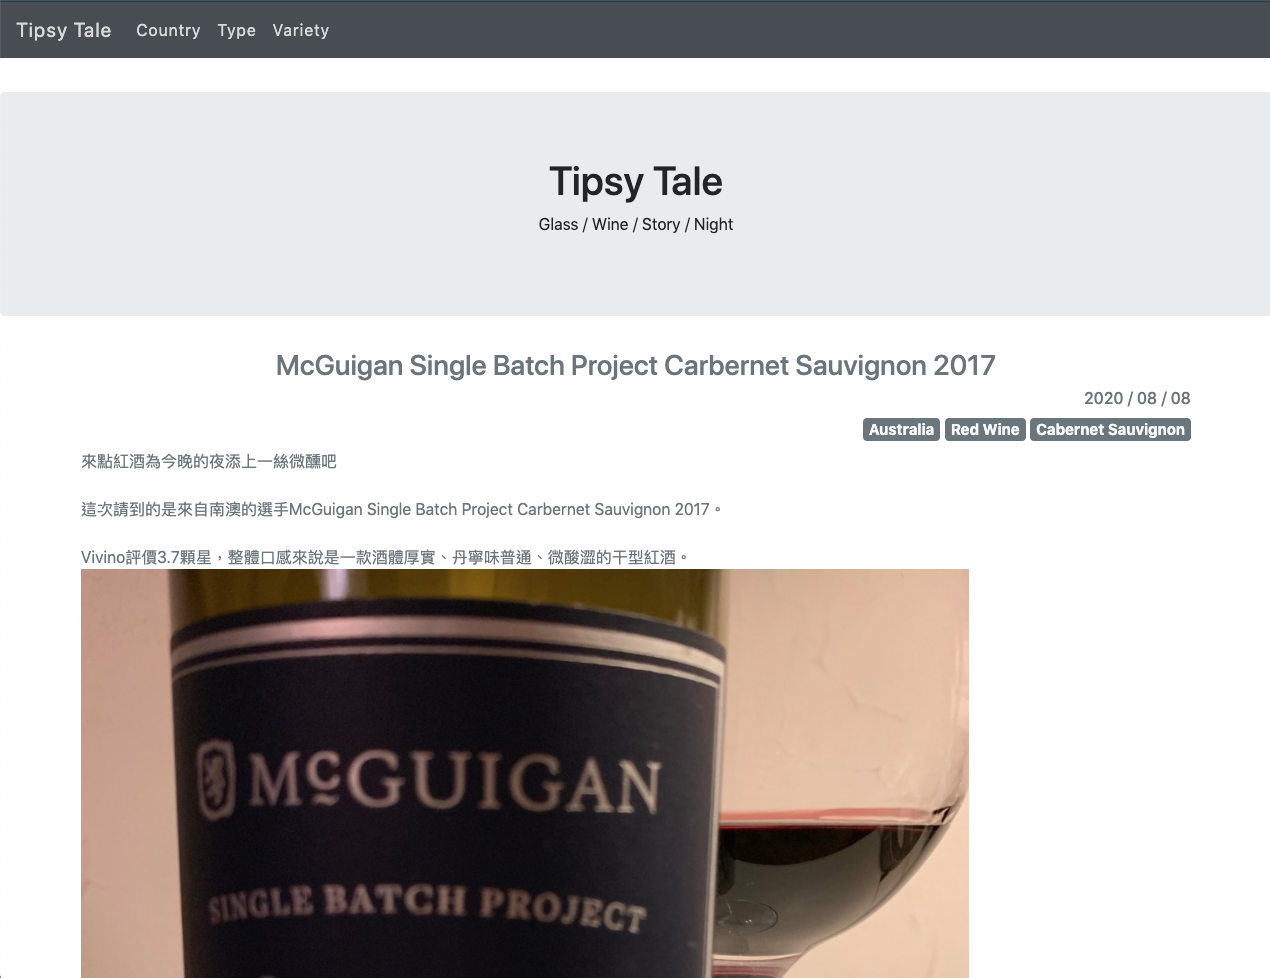 Tipsy Tale Country Type Variety
Tipsy Tale
Glass / Wine / Story / Night
McGuigan Single Batch Project Carbernet Sauvignon 2017
2020 / 08 / 08
Australia Red Wine Cabernet Sauvignon
來點紅酒為今晚的夜添上一絲微醺吧
這次請到的是來自南澳的選手McGuigan Single Batch Project Carbernet Sauvignon 2017。
Vivino評價3.7顆星，整體口感來說是一款酒體厚實、丹寧味普通、微酸澀的干型紅酒。
McGUIGAN
SINGLE BATCH PROJECT